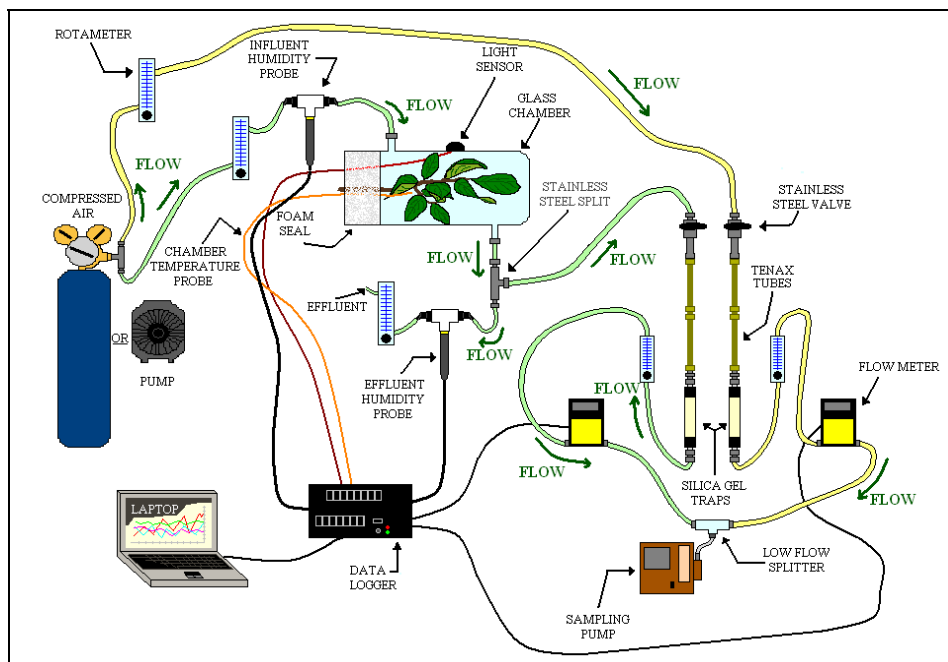 ROTAMETER
INFLUENT
HUMIDITY
PROBE
LIGHT
SENSOR
FLOW
GLASS
CHAMBER
FLOW
FLOW
COMPRESSED
AIR
STAINLESS
STEEL SPLIT
STAINLESS
STEEL VALVE
FOAM
SEAL
CHAMBER
TEMPERATURE
PROBE
FLOW
FLOW
TENAX
TUBES
EFFLUENT
OR
PUMP
FLOW
EFFLUENT
HUMIDITY
PROBE
FLOW
FLOW METER
FLOW
SILICA GEL
TRAPS
FLOW
LAPTOP
DATA
LOGGER
LOW FLOW
SPLITTER
SAMPLING
PUMP